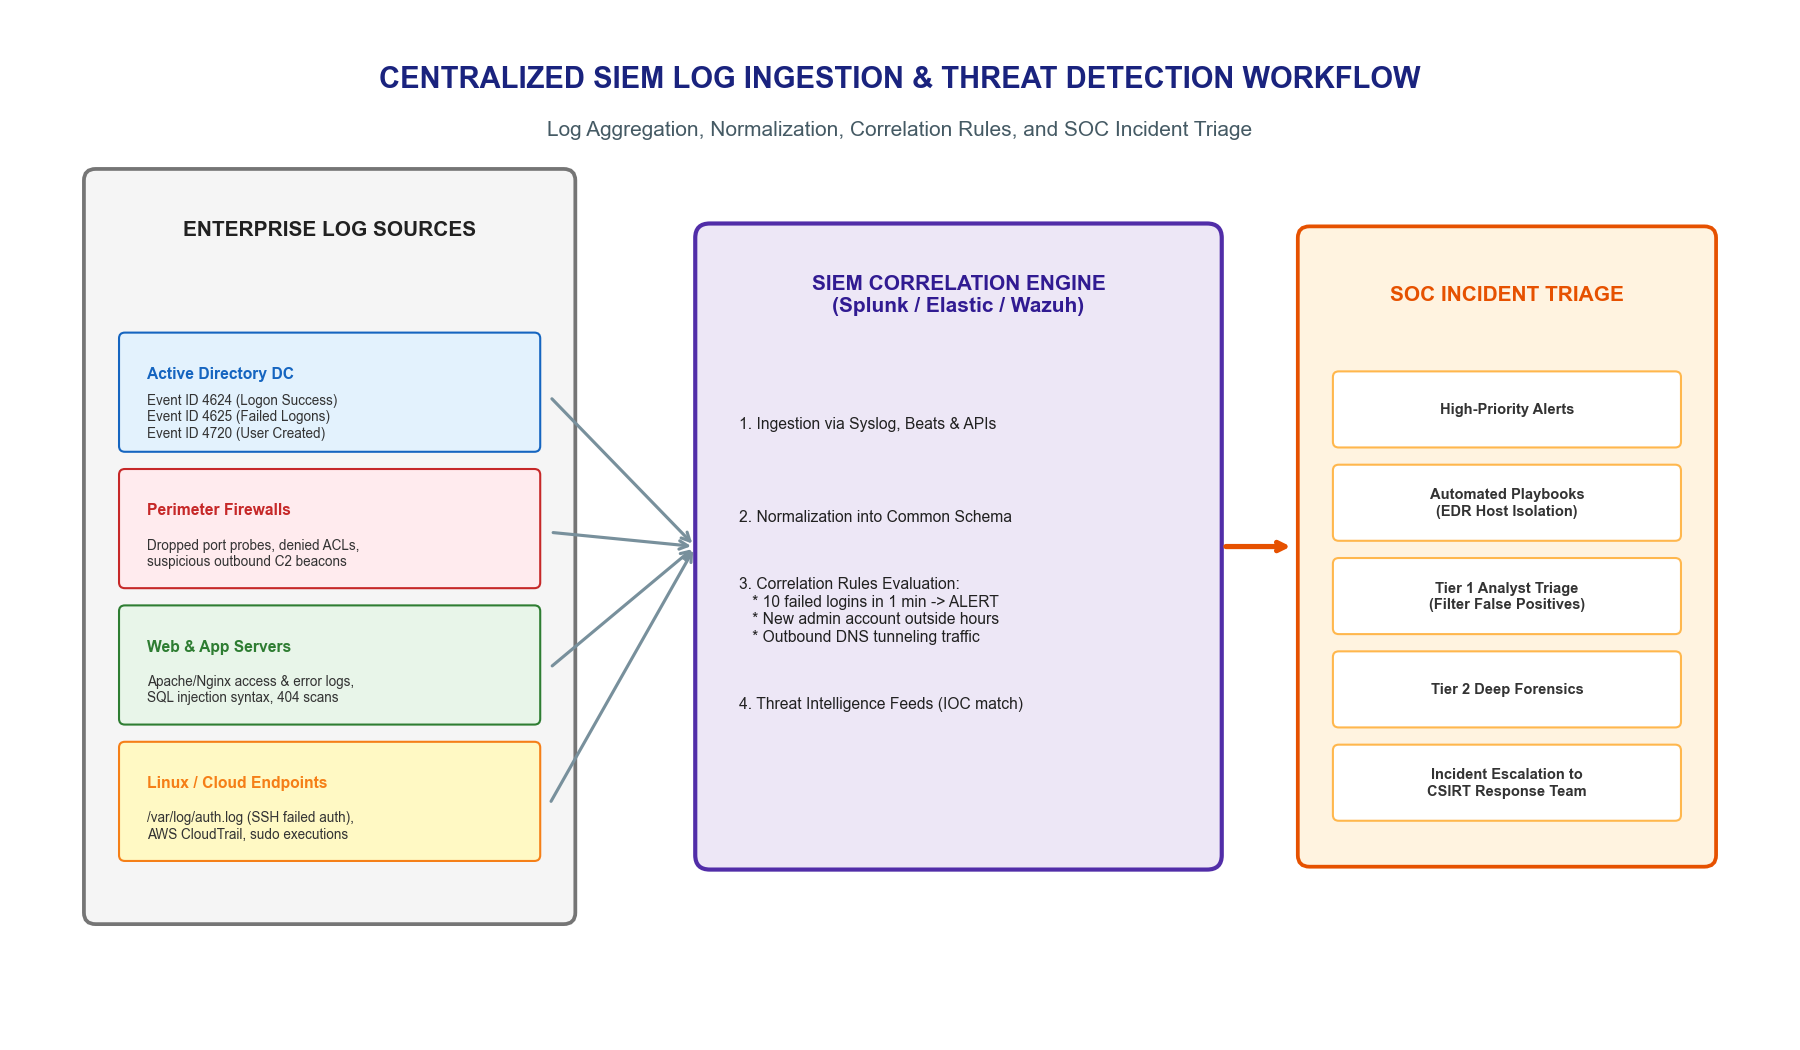 CENTRALIZED SIEM LOG INGESTION & THREAT DETECTION WORKFLOW
Log Aggregation, Normalization, Correlation Rules, and SOC Incident Triage
ENTERPRISE LOG SOURCES
Active Directory DC
Event ID 4624 (Logon Success)
Event ID 4625 (Failed Logons)
Event ID 4720 (User Created)
Perimeter Firewalls
Dropped port probes, denied ACLs,
suspicious outbound C2 beacons
Web & App Servers
Apache/Nginx access & error logs,
SQL injection syntax, 404 scans
Linux / Cloud Endpoints
/var/log/auth.log (SSH failed auth),
AWS CloudTrail, sudo executions
SIEM CORRELATION ENGINE
(Splunk / Elastic / Wazuh)
1. Ingestion via Syslog, Beats & APIs
2. Normalization into Common Schema
3. Correlation Rules Evaluation:
* 10 failed logins in 1 min -> ALERT
* New admin account outside hours
* Outbound DNS tunneling traffic
4. Threat Intelligence Feeds (IOC match)
SOC INCIDENT TRIAGE
High-Priority Alerts
Automated Playbooks
(EDR Host Isolation)
Tier 1 Analyst Triage
(Filter False Positives)
Tier 2 Deep Forensics
Incident Escalation to
CSIRT Response Team